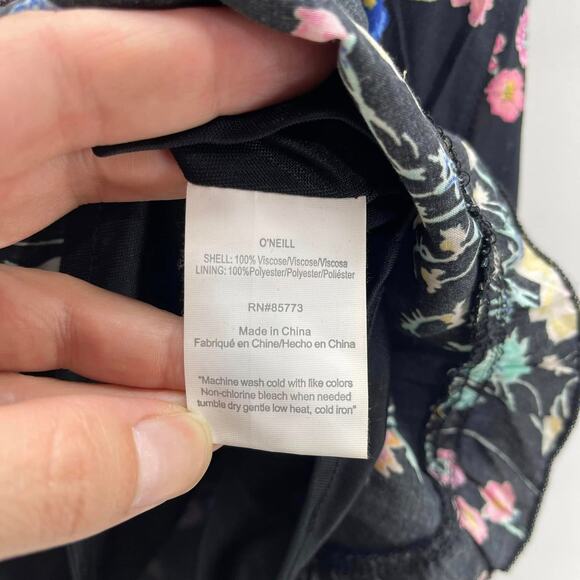 O'NEILL
SHELL: 100% Viscose/Viscose/Viscosa
LINING: 100%Polyester/Polyester/Poliéster
RN#85773
Made in China
Fabriqué en Chine/Hecho en China
"Machine wash cold with like colors
Non-chlorine bleach when needed
tumble dry gentle low heat, cold iron"